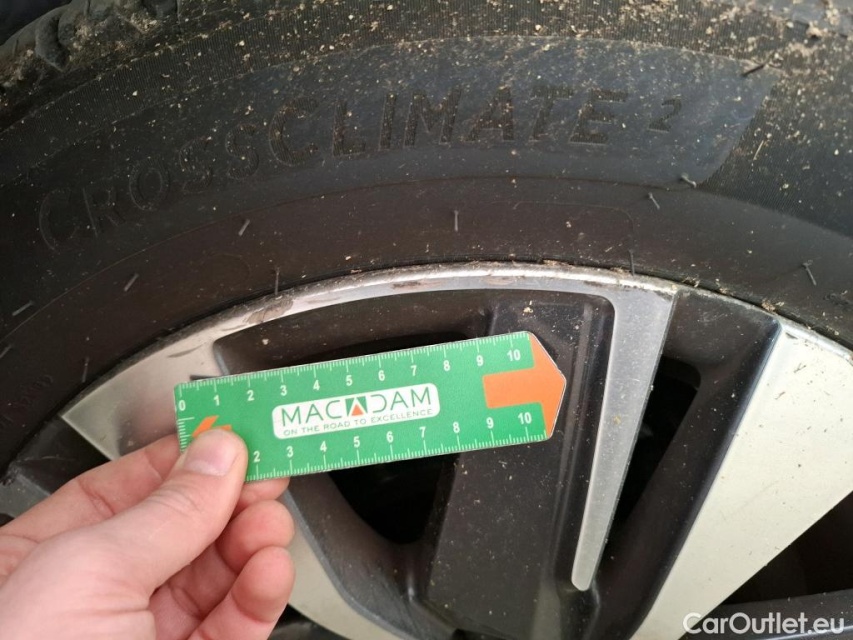 CROSSCLIMATE 2
0 1 2 3 4 5 6 7 8 9 10
MACADAM
ON THE ROAD TO EXCELLENCE
2 3 4 5 6 7 8 9 10
CarOutlet.eu